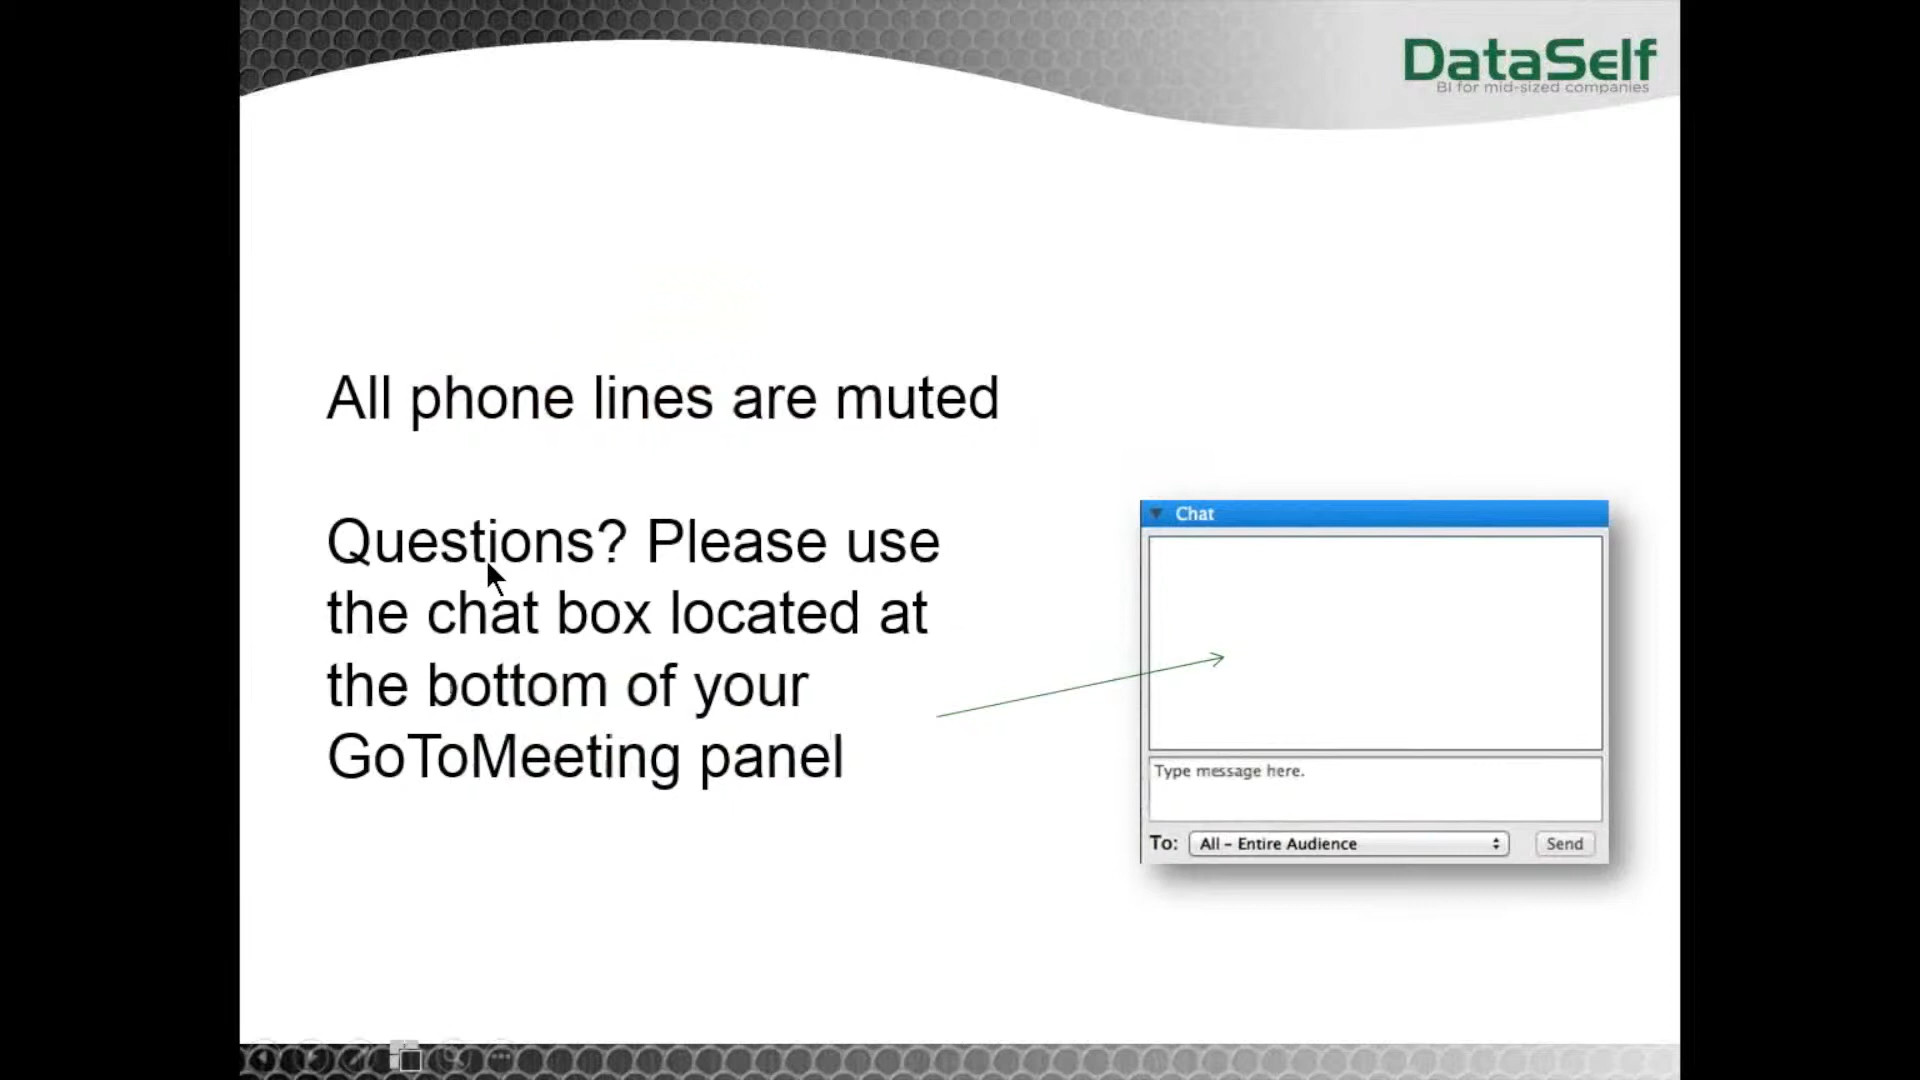 DataSelf
BI for mid-sized companies
All phone lines are muted
Questions? Please use
the chat box located at
the bottom of your
GoToMeeting panel
Chat
Type message here.
To: All – Entire Audience Send